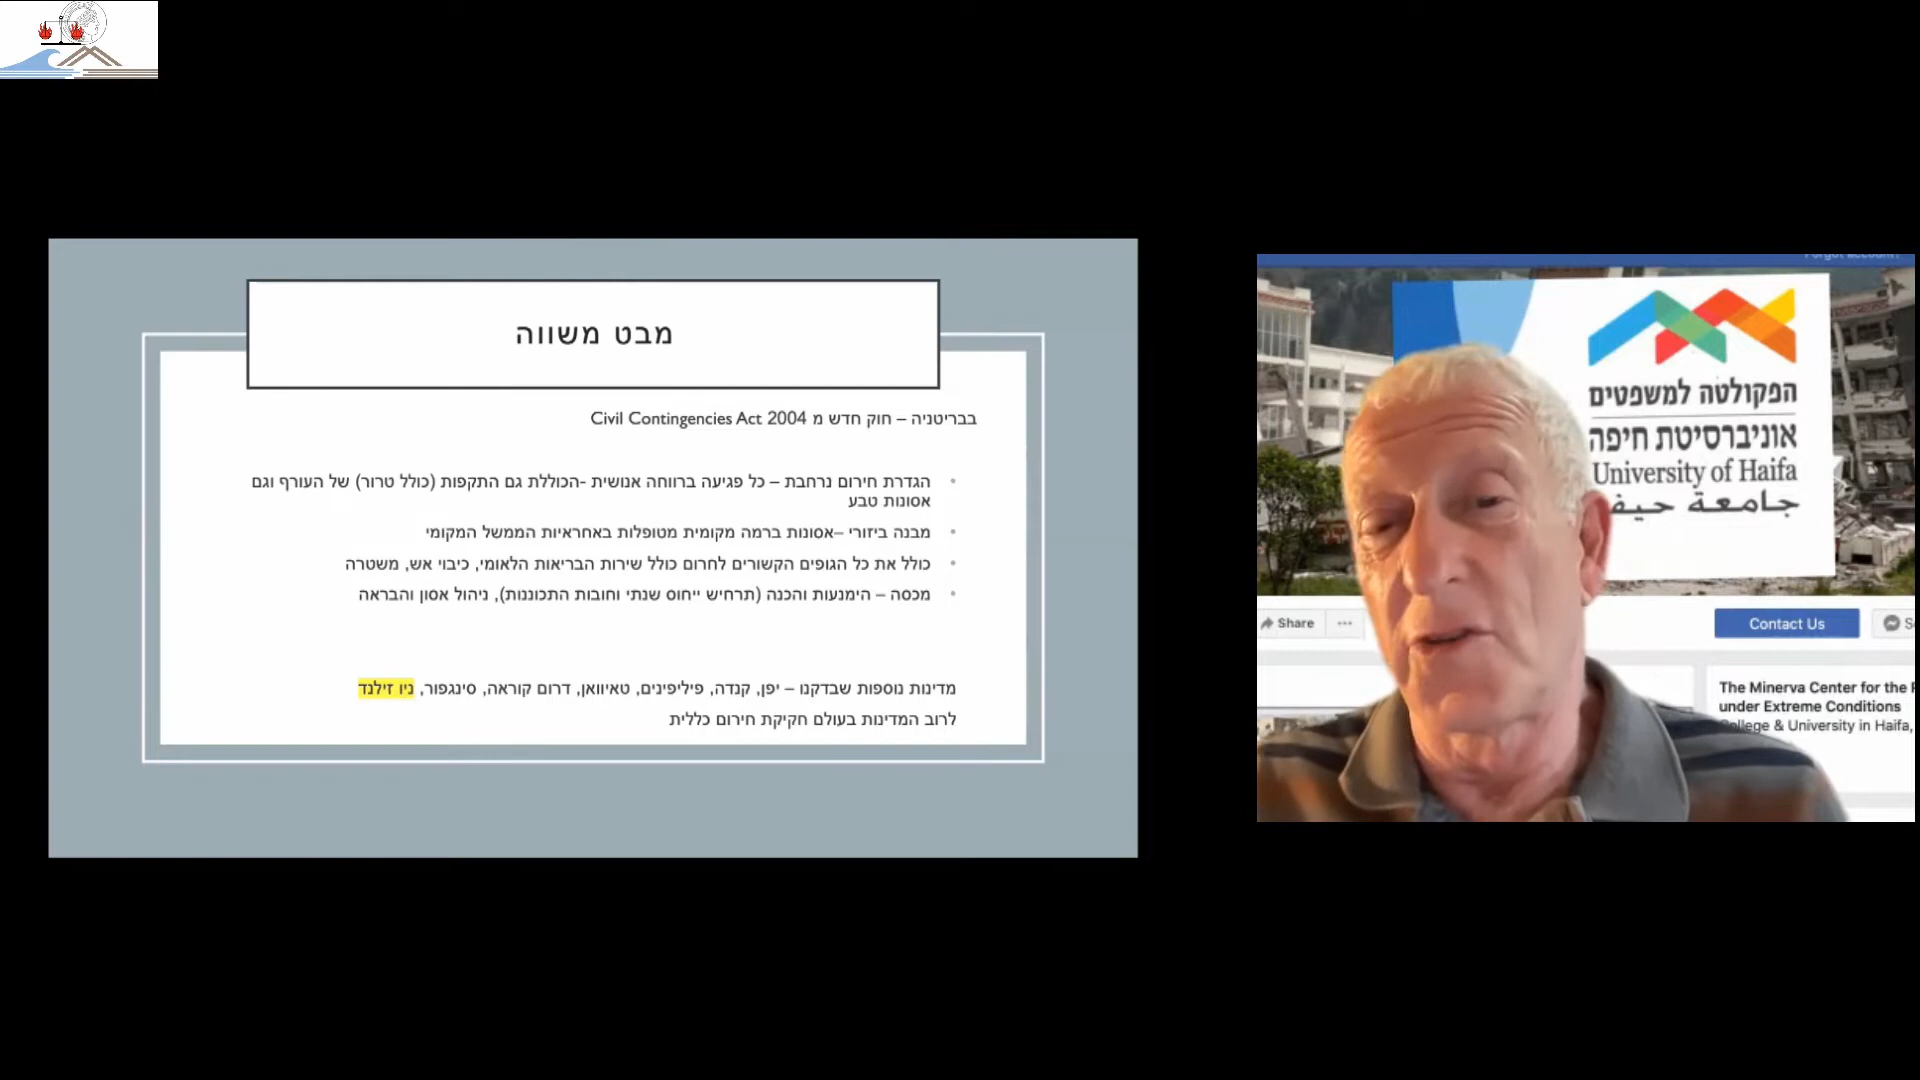 מבט משווה
בבריטניה – חוק חדש מ Civil Contingencies Act 2004
הגדרת חירום נרחבת – כל פגיעה ברווחה אנושית -הכוללת גם התקפות (כולל טרור) של העורף וגם
אסונות טבע
מבנה ביזורי –אסונות ברמה מקומית מטופלות באחראיות הממשל המקומי
כולל את כל הגופים הקשורים לחרום כולל שירות הבריאות הלאומי, כיבוי אש, משטרה
מכסה – הימנעות והכנה (תרחיש ייחוס שנתי וחובות התכוננות), ניהול אסון והבראה
מדינות נוספות שבדקנו – יפן, קנדה, פיליפינים, טאיוואן, דרום קוראה, סינגפור, ניו זילנד
לרוב המדינות בעולם חקיקת חירום כללית
הפקולטה למשפטים
אוניברסיטת חיפה
University of Haifa
جامعة حيف
Share
Contact Us
The Minerva Center for the
under Extreme Conditions
College & University in Haifa,